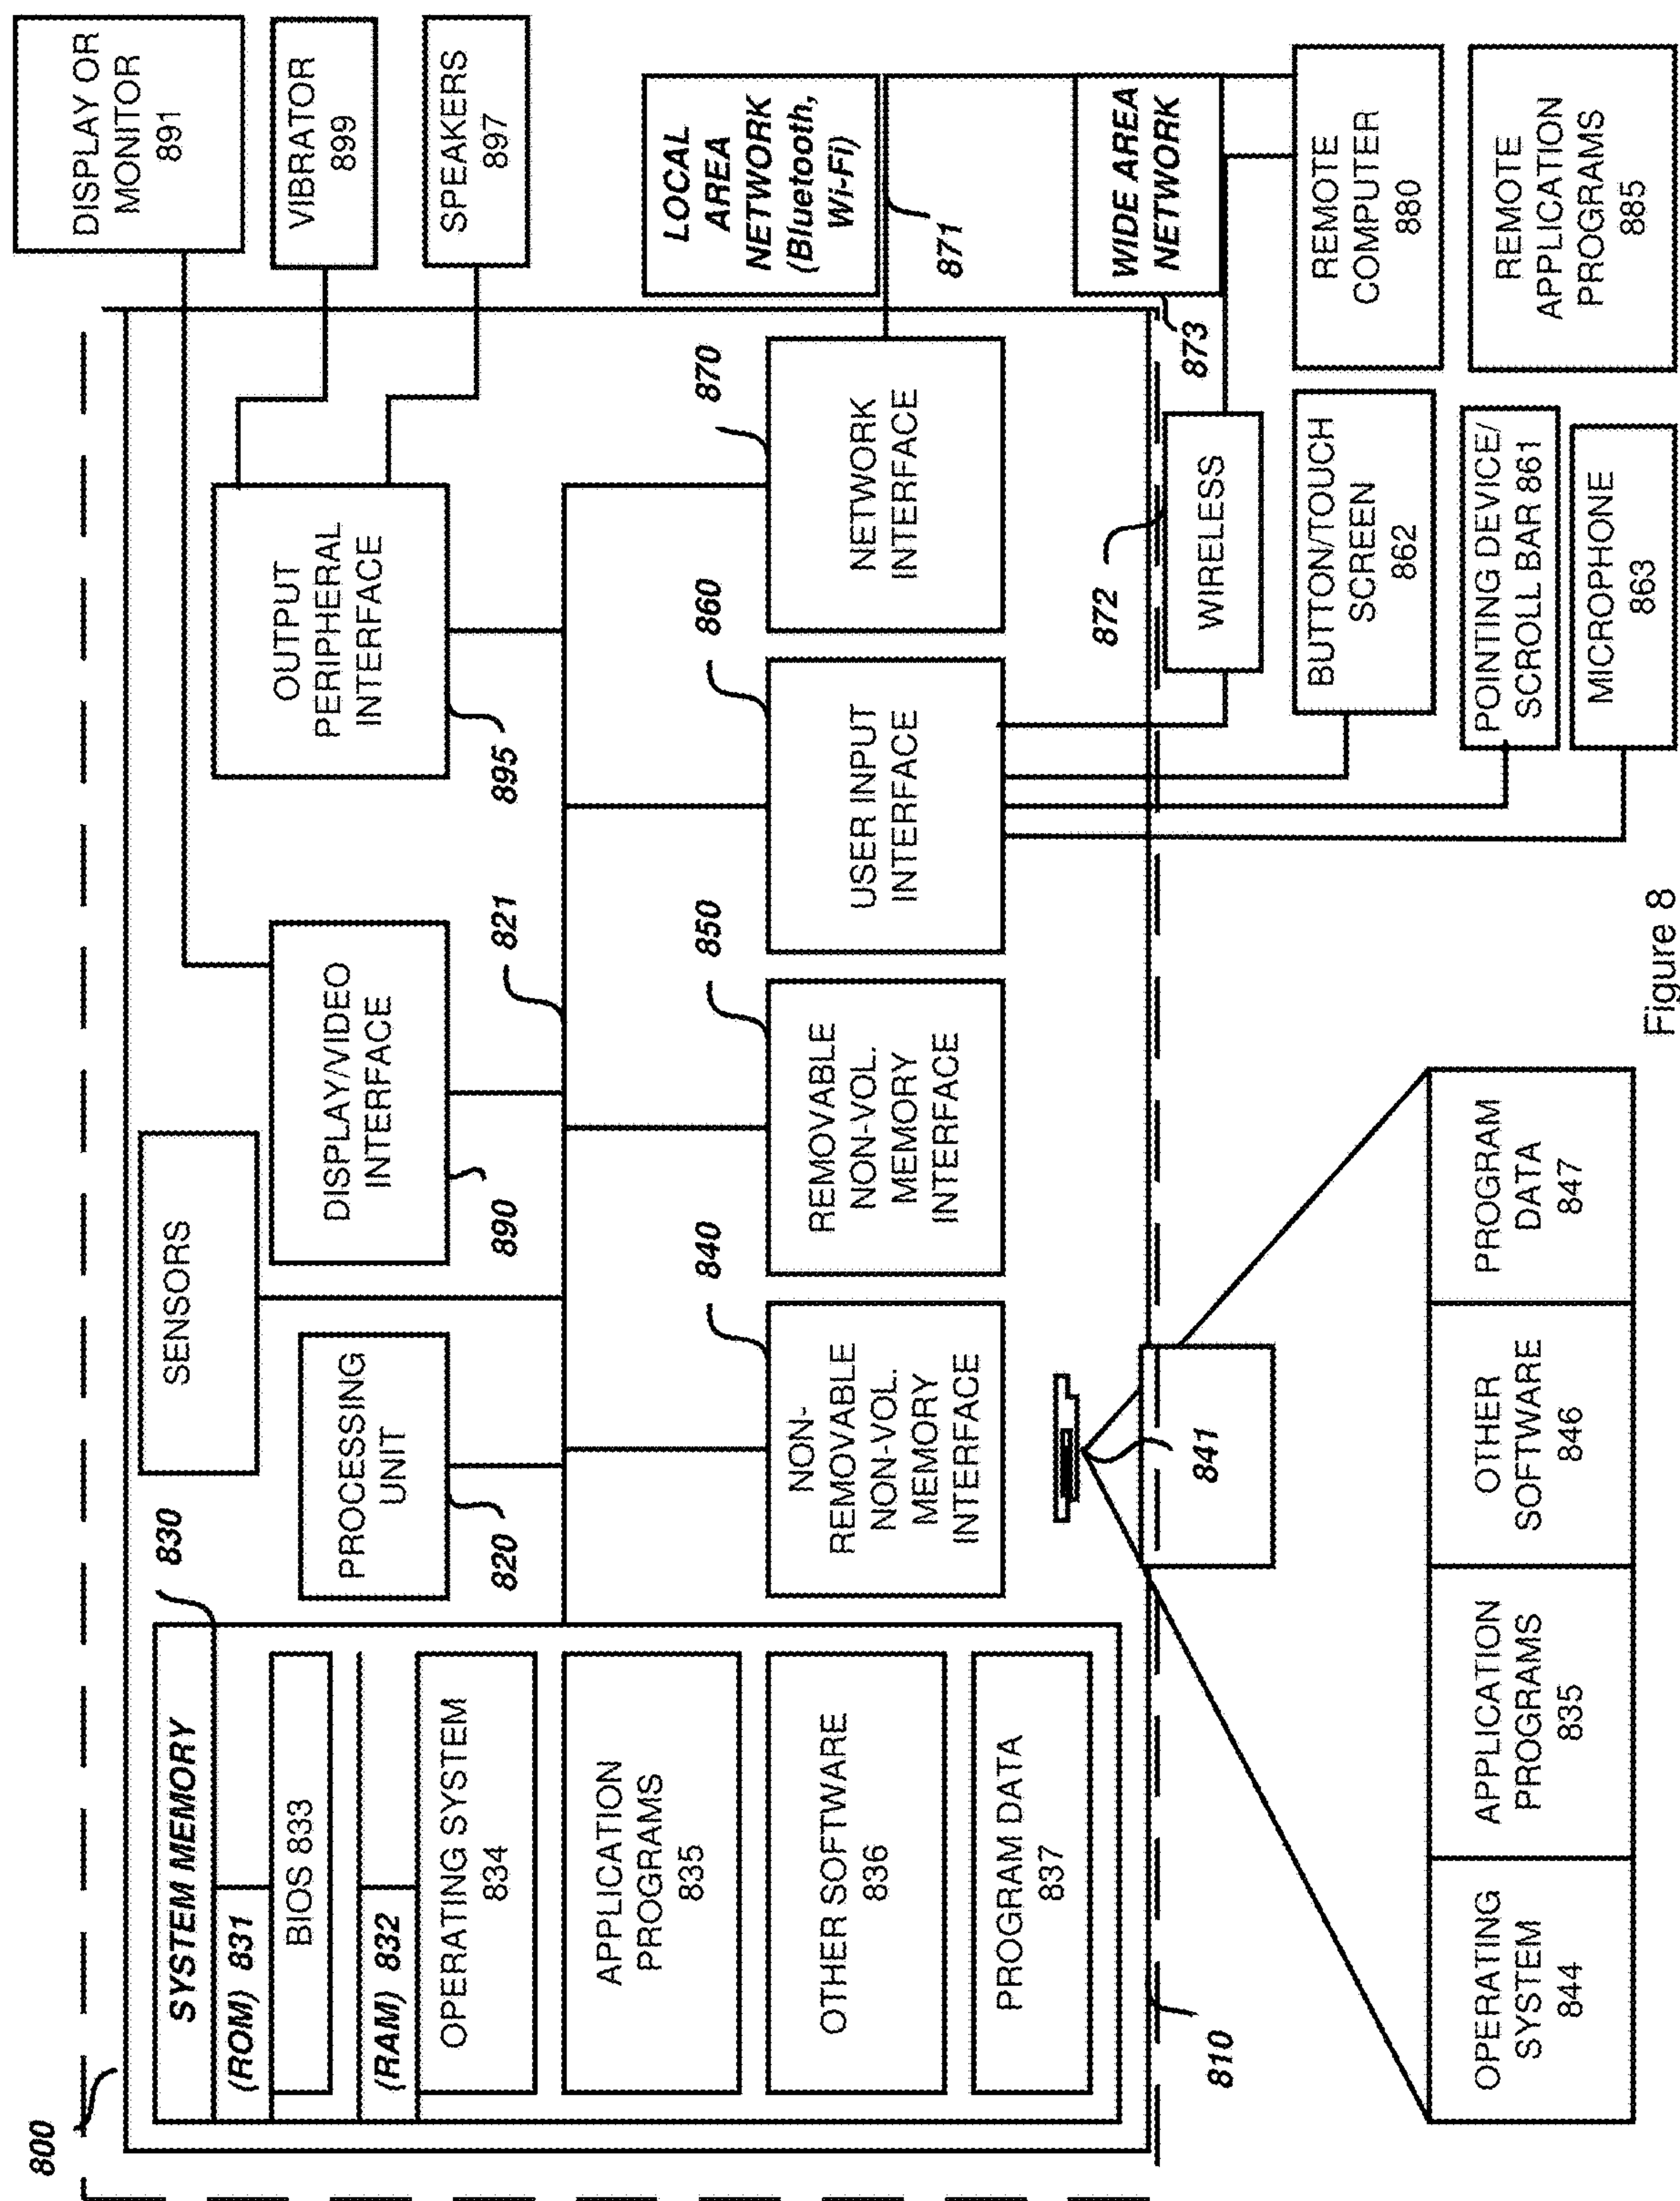 800
SYSTEM MEMORY
(ROM) 831
BIOS 833
(RAM) 832
OPERATING SYSTEM
834
APPLICATION
PROGRAMS
835
OTHER SOFTWARE
836
PROGRAM DATA
837
810
830
PROCESSING
UNIT
820
SENSORS
DISPLAY/VIDEO
INTERFACE
890
821
OUTPUT
PERIPHERAL
INTERFACE
895
DISPLAY OR
MONITOR
891
VIBRATOR
899
SPEAKERS
897
840
NON-
REMOVABLE
NON-VOL.
MEMORY
INTERFACE
850
REMOVABLE
NON-VOL.
MEMORY
INTERFACE
860
USER INPUT
INTERFACE
870
NETWORK
INTERFACE
LOCAL
AREA
NETWORK
(Bluetooth,
Wi-Fi)
871
WIDE AREA
NETWORK
873
872
WIRELESS
REMOTE
COMPUTER
880
REMOTE
APPLICATION
PROGRAMS
885
BUTTON/TOUCH
SCREEN
862
POINTING DEVICE/
SCROLL BAR 861
MICROPHONE
863
841
OPERATING
SYSTEM
844
APPLICATION
PROGRAMS
835
OTHER
SOFTWARE
846
PROGRAM
DATA
847
Figure 8